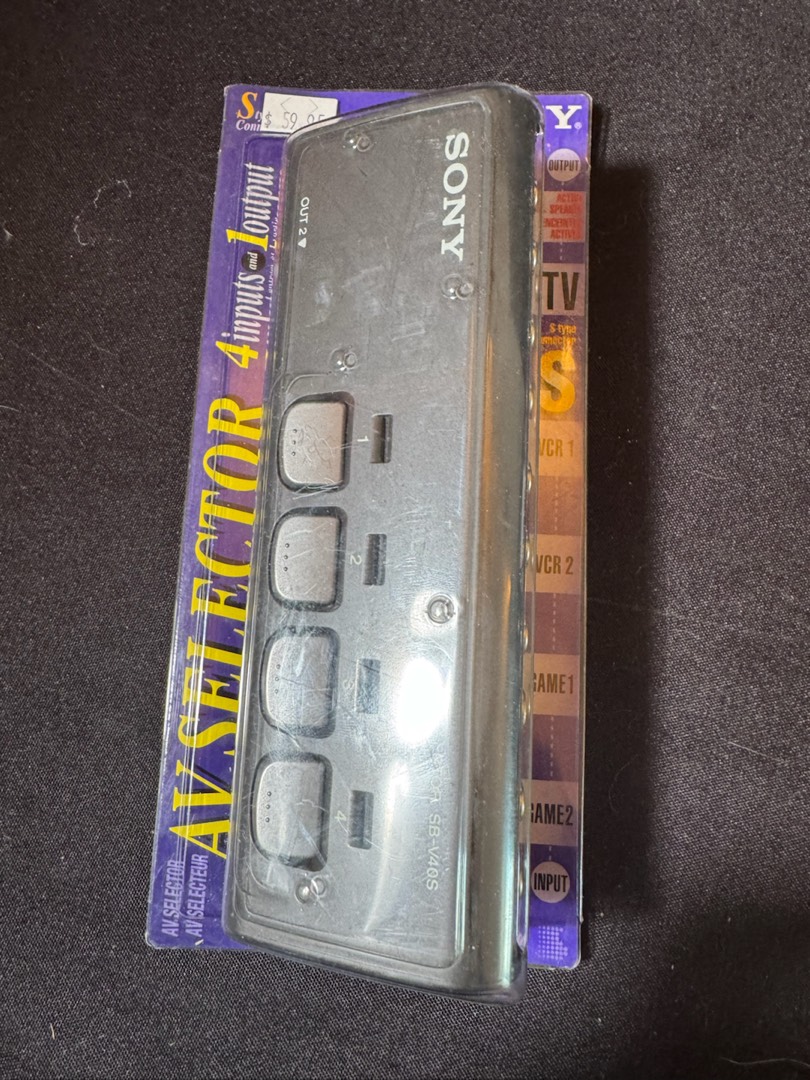 $ 59.95
AV SELECTOR 4 inputs and 1 output
AV SELECTOR
AV SELECTEUR
SONY
OUT 2 ▼
1
2
3
4
SB-V40S
Y
OUTPUT
TV
S type
S
VCR 1
VCR 2
GAME1
GAME2
INPUT